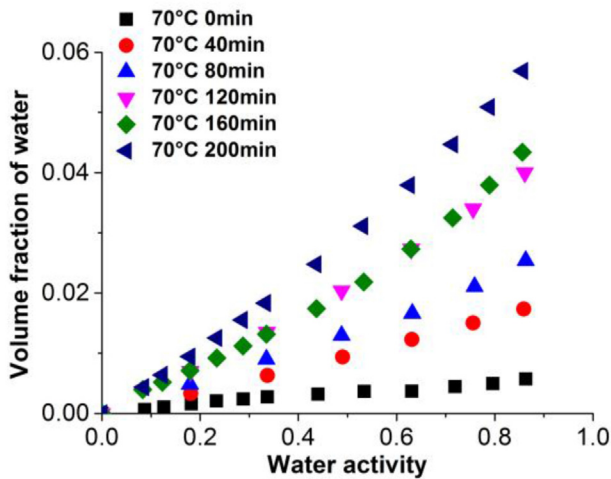 70°C 0min
70°C 40min
70°C 80min
70°C 120min
70°C 160min
70°C 200min
0.06
0.04
0.02
0.00
Volume fraction of water
0.0 0.2 0.4 0.6 0.8 1.0
Water activity